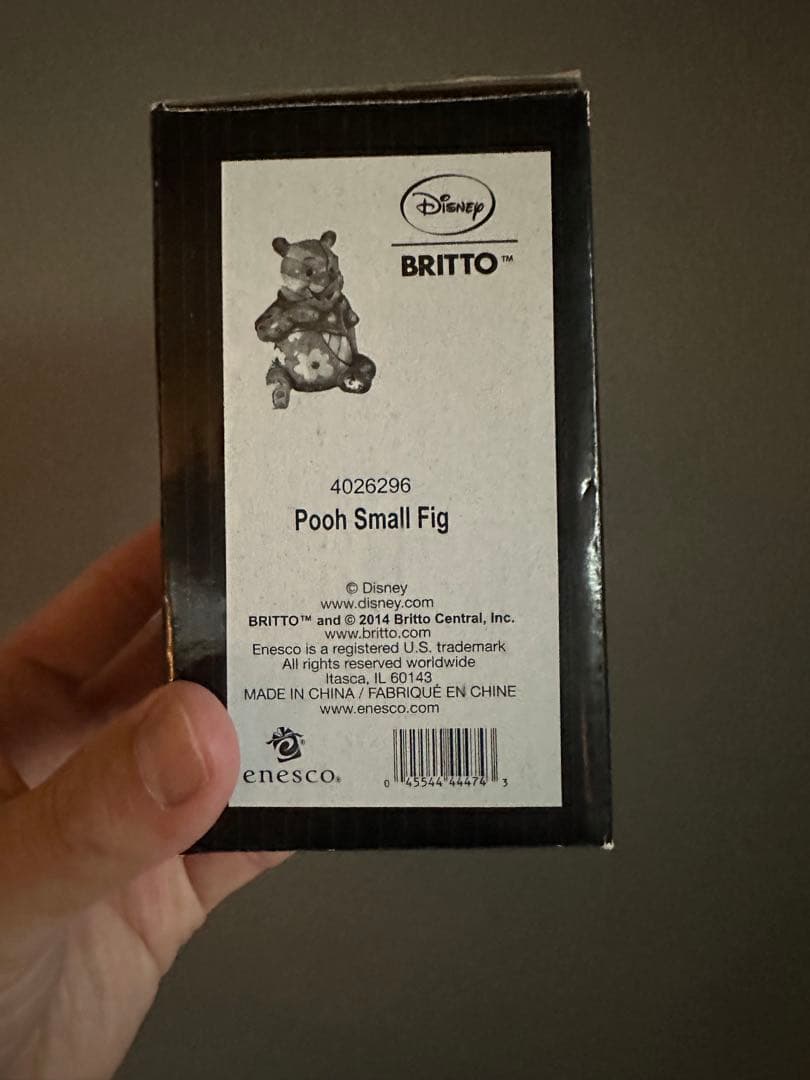 Disney
BRITTO™
4026296
Pooh Small Fig
© Disney
www.disney.com
BRITTO™ and © 2014 Britto Central, Inc.
www.britto.com
Enesco is a registered U.S. trademark
All rights reserved worldwide
Itasca, IL 60143
MADE IN CHINA / FABRIQUÉ EN CHINE
www.enesco.com
enesco®
0 45544 44474 3